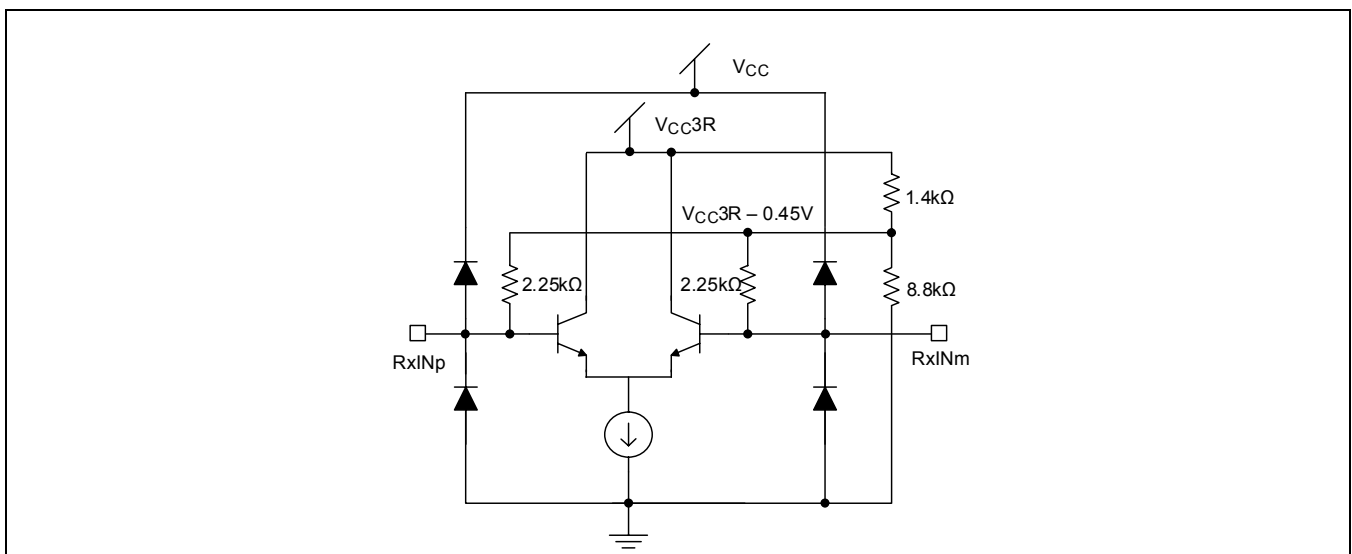 VCC
VCC3R
1.4kΩ
VCC3R – 0.45V
2.25kΩ
2.25kΩ
8.8kΩ
RxINp
RxINm